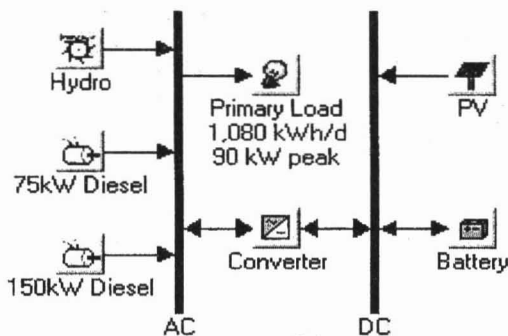 Hydro
Primary Load
1,080 kWh/d
90 kW peak
PV
75kW Diesel
Converter
Battery
150kW Diesel
AC
DC